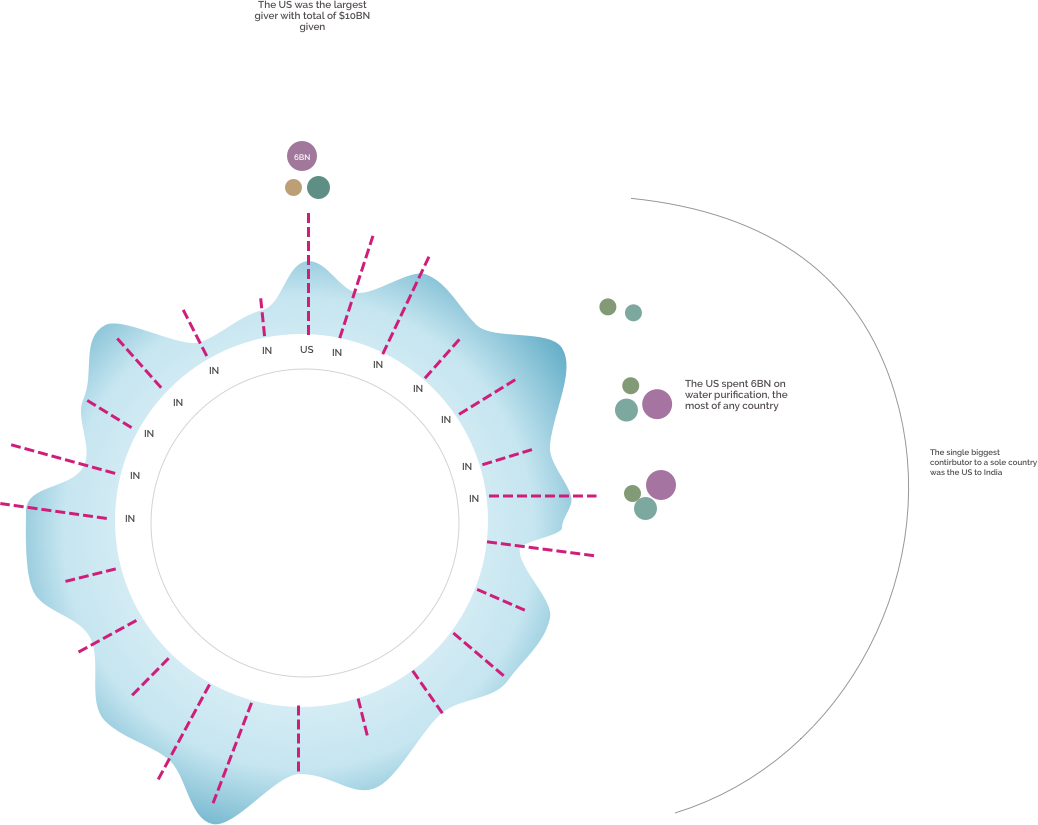 The US was the largest
giver with total of $10BN
given
6BN
IN
US
IN
IN
IN
IN
IN
IN
IN
IN
IN
IN
IN
The US spent 6BN on
water purification, the
most of any country
The single biggest
contirbutor to a sole country
was the US to India